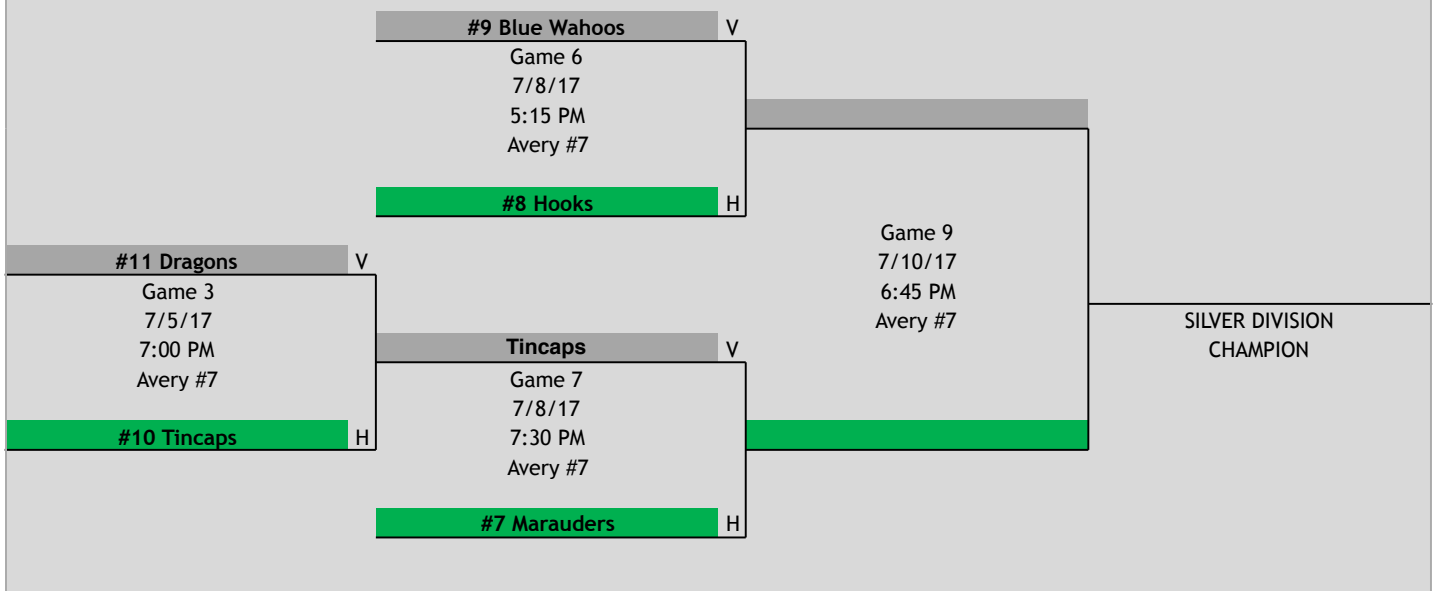 #9 Blue Wahoos V
Game 6
7/8/17
5:15 PM
Avery #7
#8 Hooks H
#11 Dragons V
Game 3
7/5/17
7:00 PM
Avery #7
#10 Tincaps H
Tincaps V
Game 7
7/8/17
7:30 PM
Avery #7
#7 Marauders H
Game 9
7/10/17
6:45 PM
Avery #7
SILVER DIVISION
CHAMPION